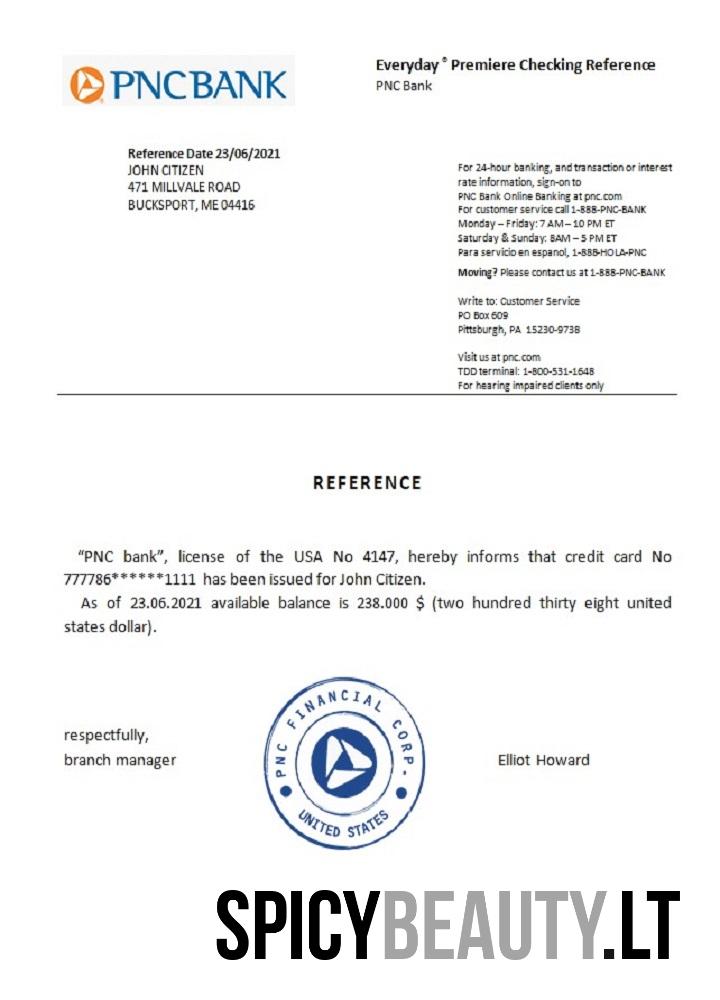 PNCBANK
Everyday ® Premiere Checking Reference
PNC Bank
Reference Date 23/06/2021
JOHN CITIZEN
471 MILLVALE ROAD
BUCKSPORT, ME 04416
For 24-hour banking, and transaction or interest
rate information, sign-on to
PNC Bank Online Banking at pnc.com
For customer service call 1-888-PNC-BANK
Monday – Friday: 7 AM – 10 PM ET
Saturday & Sunday: 8AM – 5 PM ET
Para servicio en espanol, 1-888-HOLA-PNC
Moving? Please contact us at 1-888-PNC-BANK
Write to: Customer Service
PO Box 609
Pittsburgh, PA 15230-9738
Visit us at pnc.com
TDD terminal: 1-800-531-1648
For hearing impaired clients only
REFERENCE
“PNC bank”, license of the USA No 4147, hereby informs that credit card No
777786******1111 has been issued for John Citizen.
As of 23.06.2021 available balance is 238.000 $ (two hundred thirty eight united
states dollar).
respectfully,
branch manager
PNC FINANCIAL CORP.
UNITED STATES
Elliot Howard
SPICYBEAUTY.LT